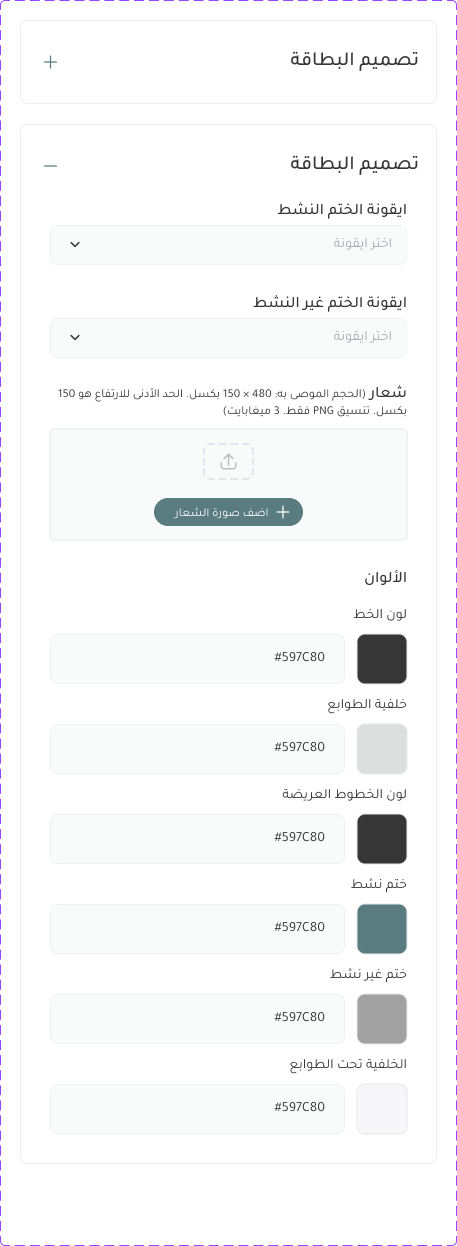 تصميم البطاقة
تصميم البطاقة
ايقونة الختم النشط
اختر ايقونة
ايقونة الختم غير النشط
اختر ايقونة
شعار (الحجم الموصى به: 480 × 150 بكسل. الحد الأدنى للارتفاع هو 150
بكسل. تنسيق PNG فقط. 3 ميغابايت)
اضف صورة الشعار
الألوان
لون الخط
#597C80
خلفية الطوابع
#597C80
لون الخطوط العريضة
#597C80
ختم نشط
#597C80
ختم غير نشط
#597C80
الخلفية تحت الطوابع
#597C80